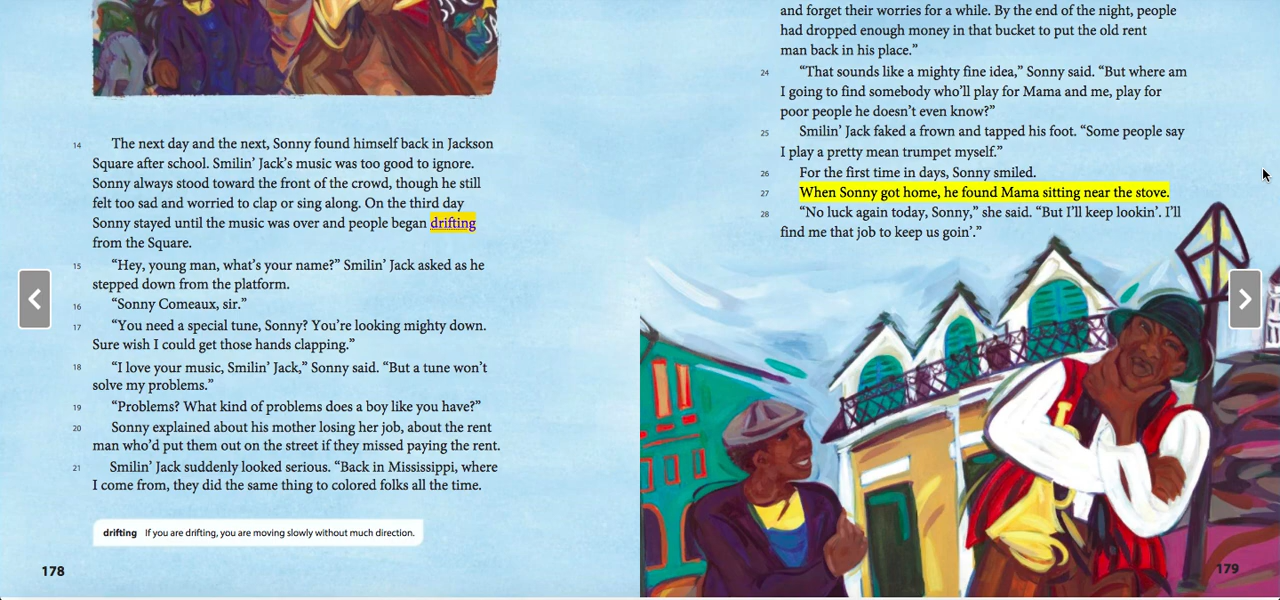 14 The next day and the next, Sonny found himself back in Jackson
Square after school. Smilin’ Jack’s music was too good to ignore.
Sonny always stood toward the front of the crowd, though he still
felt too sad and worried to clap or sing along. On the third day
Sonny stayed until the music was over and people began drifting
from the Square.
15 “Hey, young man, what’s your name?” Smilin’ Jack asked as he
stepped down from the platform.
16 “Sonny Comeaux, sir.”
17 “You need a special tune, Sonny? You’re looking mighty down.
Sure wish I could get those hands clapping.”
18 “I love your music, Smilin’ Jack,” Sonny said. “But a tune won’t
solve my problems.”
19 “Problems? What kind of problems does a boy like you have?”
20 Sonny explained about his mother losing her job, about the rent
man who’d put them out on the street if they missed paying the rent.
21 Smilin’ Jack suddenly looked serious. “Back in Mississippi, where
I come from, they did the same thing to colored folks all the time.
drifting If you are drifting, you are moving slowly without much direction.
178
and forget their worries for a while. By the end of the night, people
had dropped enough money in that bucket to put the old rent
man back in his place.”
24 “That sounds like a mighty fine idea,” Sonny said. “But where am
I going to find somebody who’ll play for Mama and me, play for
poor people he doesn’t even know?”
25 Smilin’ Jack faked a frown and tapped his foot. “Some people say
I play a pretty mean trumpet myself.”
26 For the first time in days, Sonny smiled.
27 When Sonny got home, he found Mama sitting near the stove.
28 “No luck again today, Sonny,” she said. “But I’ll keep lookin’. I’ll
find me that job to keep us goin’.”
179